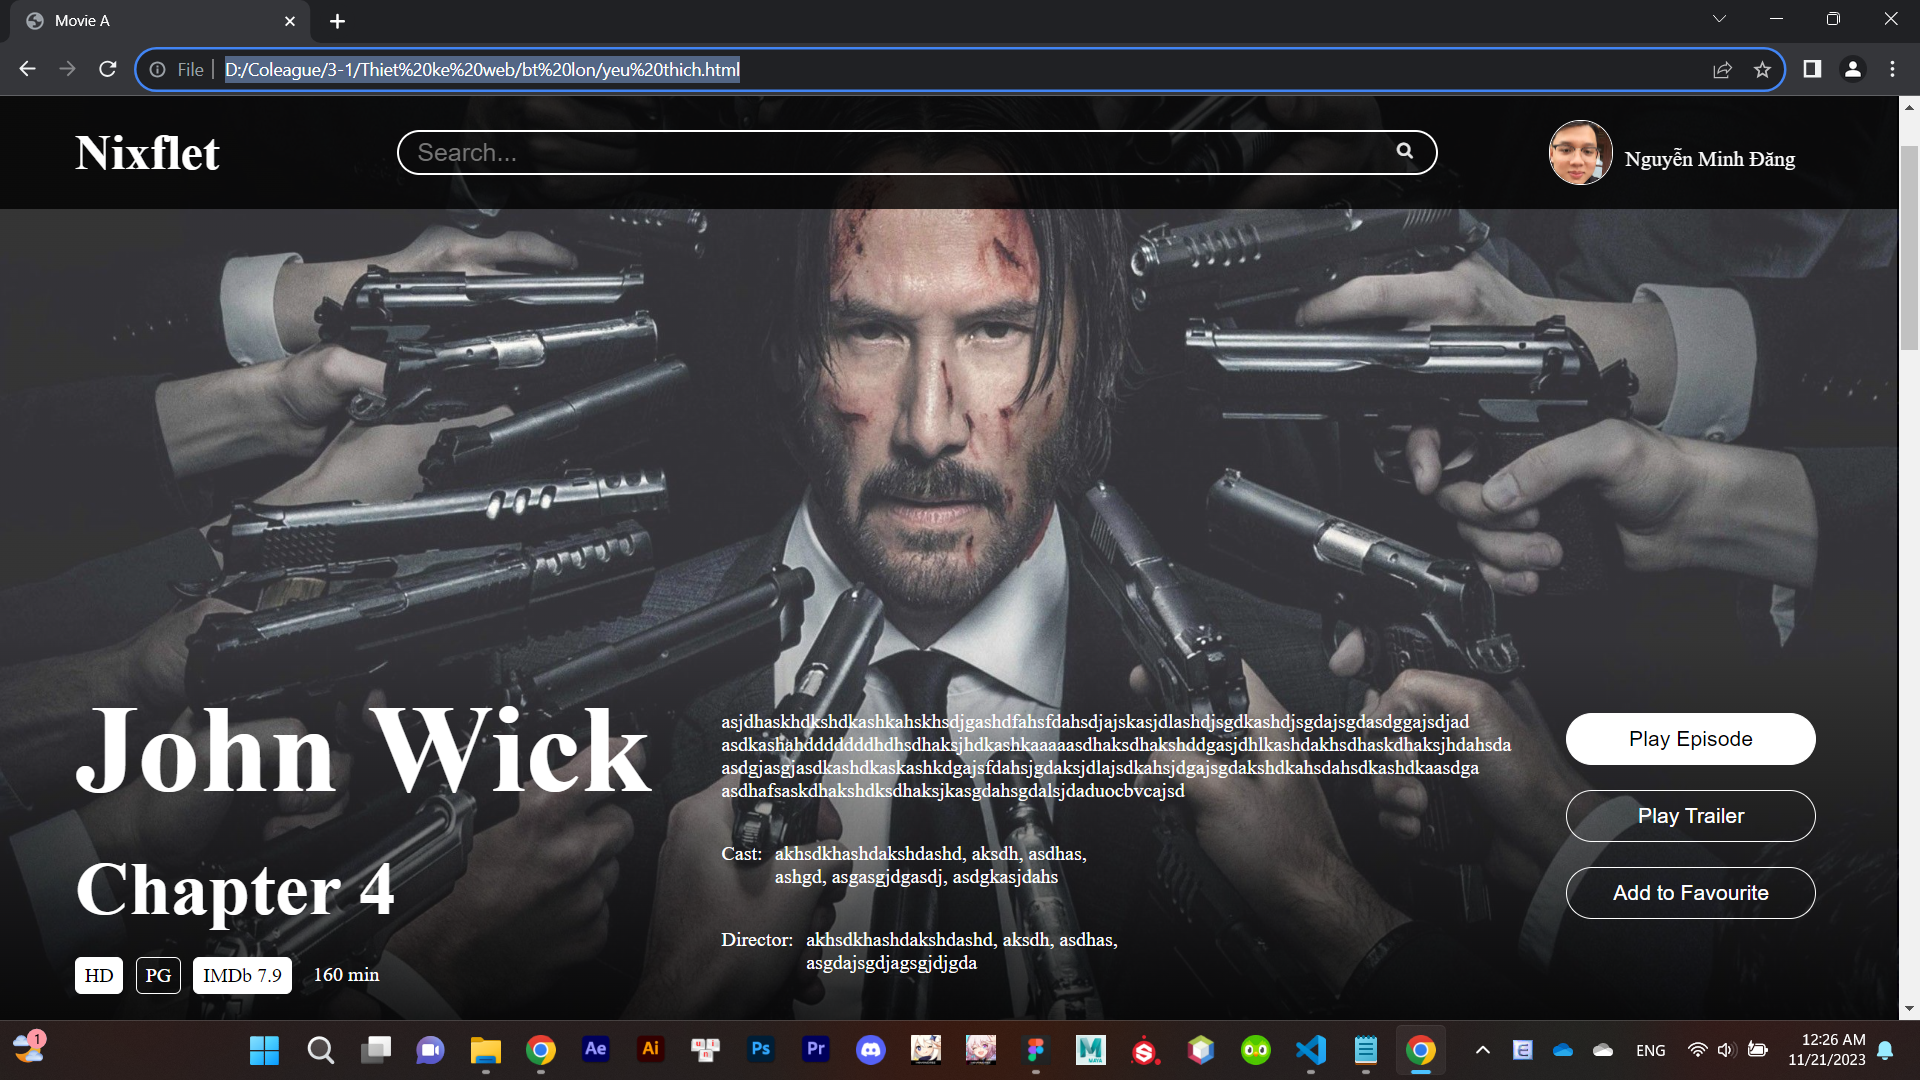 Movie A
File
D:/Coleague/3-1/Thiet%20ke%20web/bt%20lon/yeu%20thich.html
Nixflet
Search...
Nguyễn Minh Đăng
John Wick
Chapter 4
HD PG IMDb 7.9 160 min
asjdhaskhdkshdkashkahskhsdjgashdfahsfdahsdjajskasjdlashdjsgdkashdjsgdajsgdasdggajsdjad
asdkashahdddddddhdhsdhaksjhdkashkaaaaasdhaksdhakshddgasjdhlkashdakhsdhaskdhaksjhdahsda
asdgjasgjasdkashdkaskashkdgajsfdahsjgdaksjdlajsdkahsjdgajsgdakshdkahsdahsdkashdkaasdga
asdhafsaskdhakshdksdhaksjkasgdahsgdalsjdaduocbvcajsd
Cast: akhsdkhashdakshdashd, aksdh, asdhas,
ashgd, asgasgjdgasdj, asdgkasjdahs
Director: akhsdkhashdakshdashd, aksdh, asdhas,
asgdajsgdjagsgjdjgda
Play Episode
Play Trailer
Add to Favourite
1
Ae
Ai
Ps
Pr
ENG
12:26 AM
11/21/2023